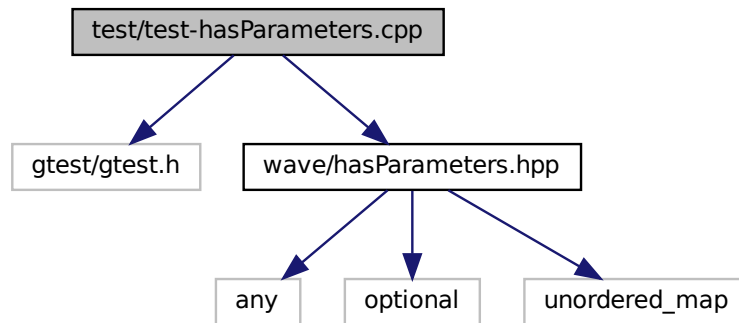 test/test-hasParameters.cpp
gtest/gtest.h
wave/hasParameters.hpp
any
optional
unordered_map